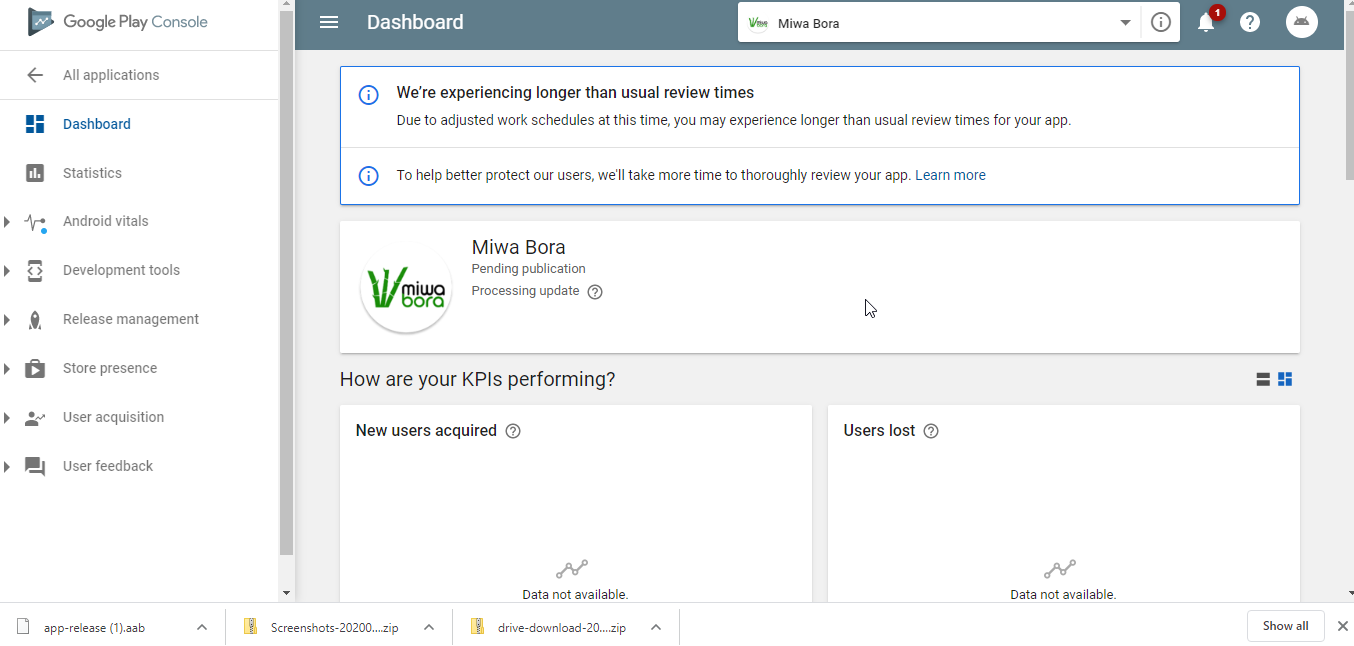 Google Play Console
Dashboard
Miwa Bora
1
All applications
Dashboard
Statistics
Android vitals
Development tools
Release management
Store presence
User acquisition
User feedback
We're experiencing longer than usual review times
Due to adjusted work schedules at this time, you may experience longer than usual review times for your app.
To help better protect our users, we'll take more time to thoroughly review your app. Learn more
miwa
bora
Miwa Bora
Pending publication
Processing update
How are your KPIs performing?
New users acquired
Data not available.
Users lost
Data not available.
app-release (1).aab
Screenshots-20200....zip
drive-download-20....zip
Show all